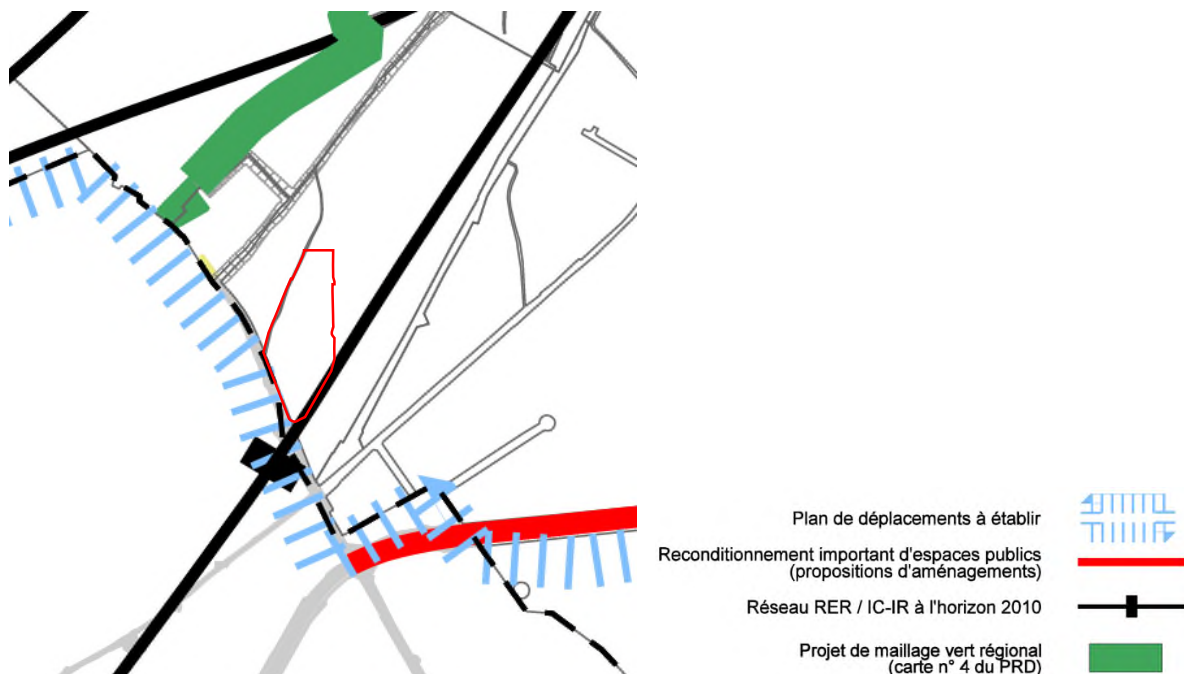 Plan de déplacements à établir
Reconditionnement important d'espaces publics
(propositions d'aménagements)
Réseau RER / IC-IR à l'horizon 2010
Projet de maillage vert régional
(carte n° 4 du PRD)